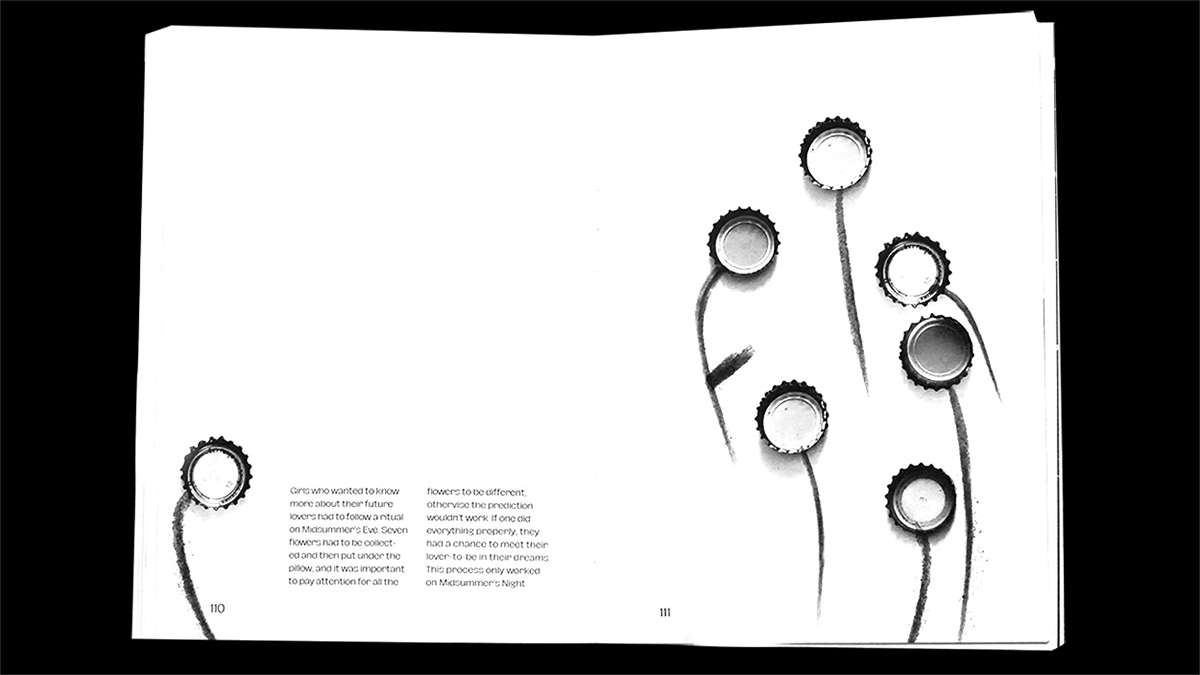 Girls who wanted to know
more about their future
lovers had to follow a ritual
on Midsummer's Eve. Seven
flowers had to be collect-
ed and then put under the
pillow, and it was important
to pay attention for all the
flowers to be different,
othervise the prediction
wouldn't work. If one did
everything properly, they
had a chance to meet their
lover-to-be in their dreams.
This process only worked
on Midsummer's Night.
110
111